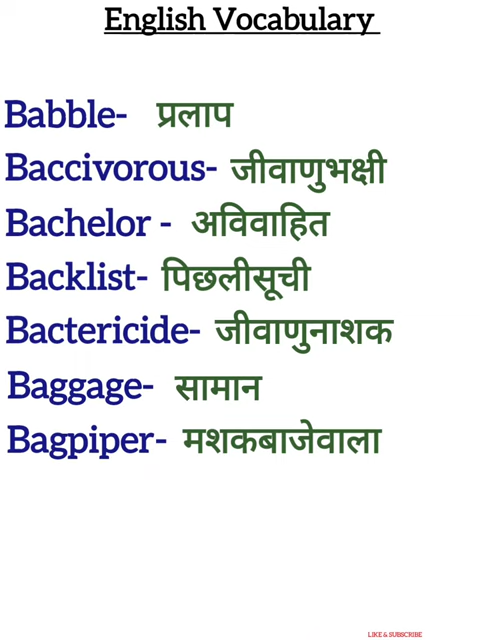 English Vocabulary
Babble- प्रलाप
Baccivorous- जीवाणुभक्षी
Bachelor - अविवाहित
Backlist- पिछलीसूची
Bactericide- जीवाणुनाशक
Baggage- सामान
Bagpiper- मशकबाजेवाला
LIKE & SUBSCRIBE